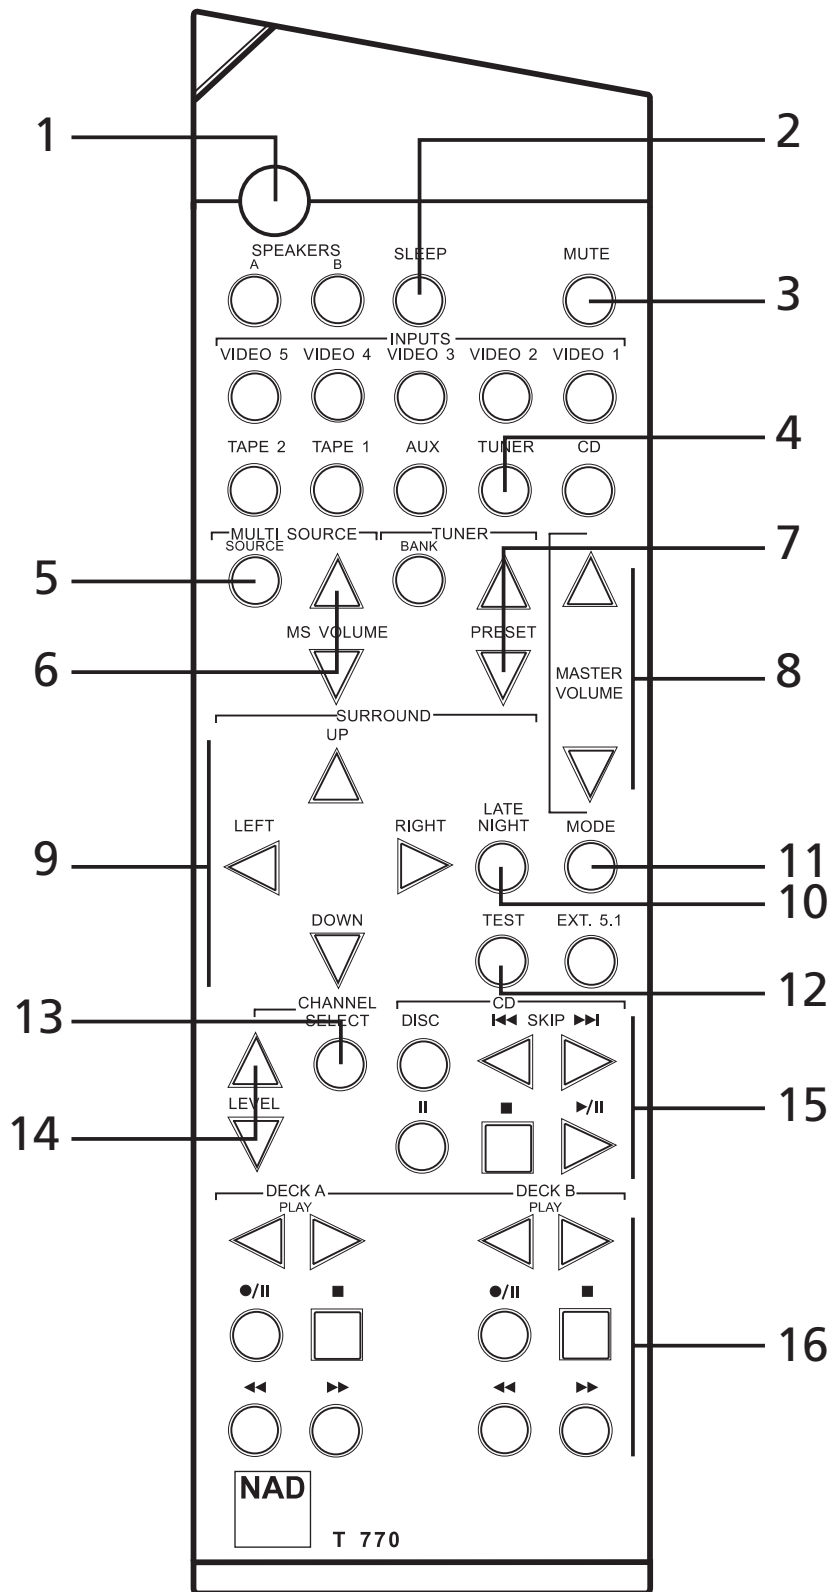 1
2
SPEAKERS
A
B
SLEEP
MUTE
3
INPUTS
VIDEO 5
VIDEO 4
VIDEO 3
VIDEO 2
VIDEO 1
4
TAPE 2
TAPE 1
AUX
TUNER
CD
MULTI SOURCE
TUNER
SOURCE
BANK
7
5
MS VOLUME
PRESET
6
MASTER
VOLUME
8
SURROUND
UP
LATE
NIGHT
LEFT
RIGHT
MODE
9
11
10
DOWN
TEST
EXT. 5.1
12
CHANNEL
SELECT
CD
13
DISC
SKIP
LEVEL
14
15
DECK A
PLAY
DECK B
PLAY
16
NAD
T 770